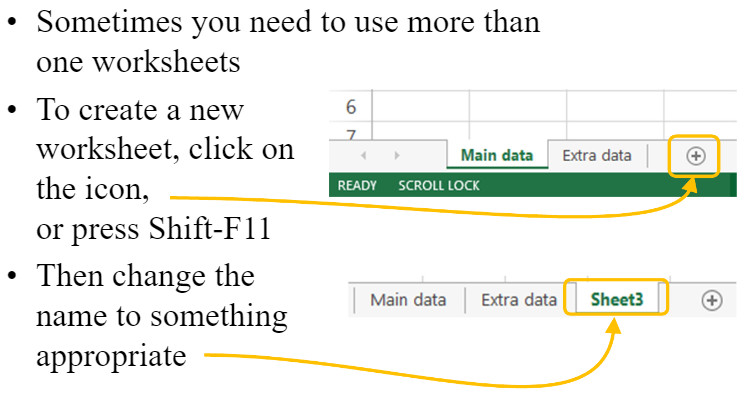 • Sometimes you need to use more than
one worksheets
• To create a new
worksheet, click on
the icon,
or press Shift-F11
6
7
Main data Extra data
READY SCROLL LOCK
• Then change the
name to something
appropriate
Main data Extra data Sheet3